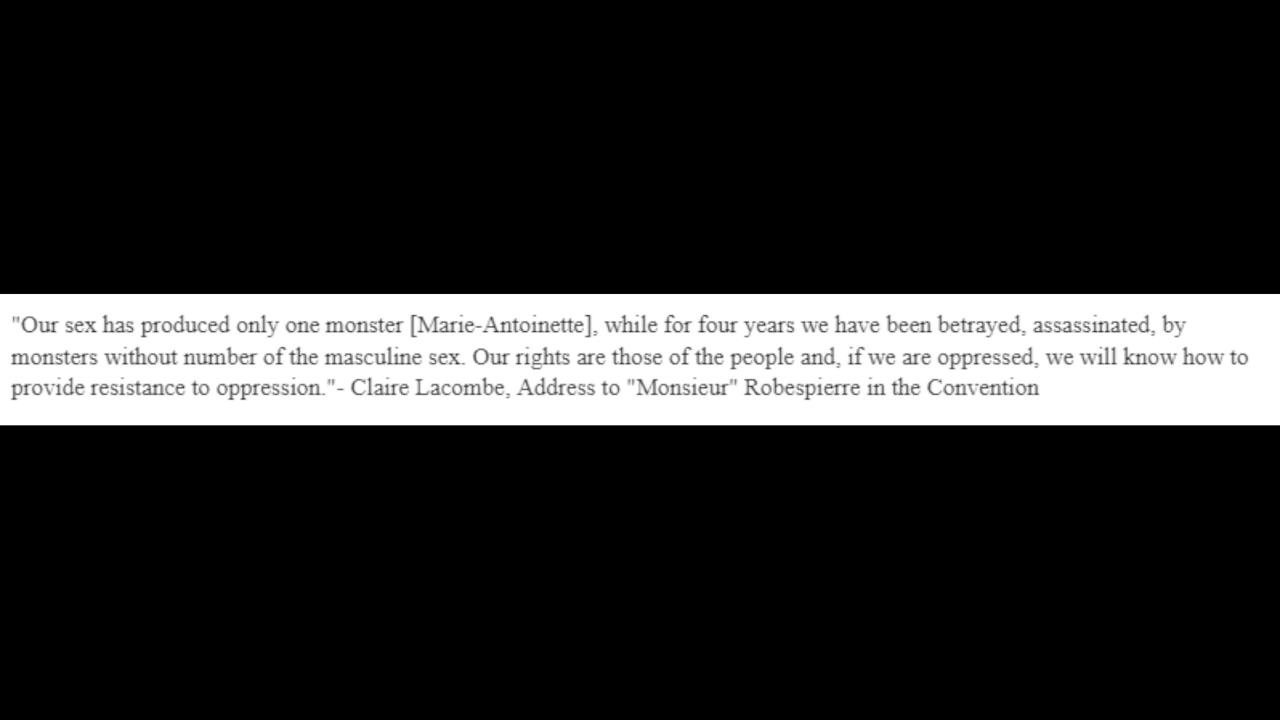 "Our sex has produced only one monster [Marie-Antoinette], while for four years we have been betrayed, assassinated, by
monsters without number of the masculine sex. Our rights are those of the people and, if we are oppressed, we will know how to
provide resistance to oppression."- Claire Lacombe, Address to "Monsieur" Robespierre in the Convention